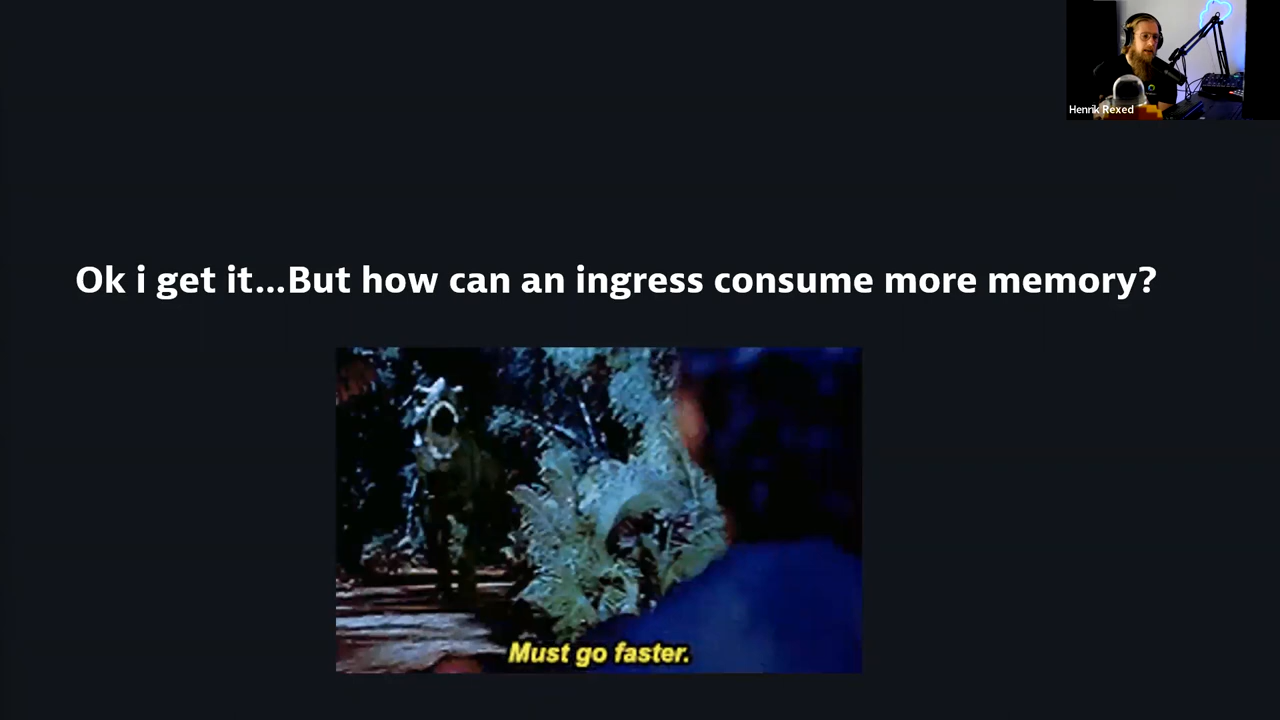 Henrik Rexed
Ok i get it...But how can an ingress consume more memory?
Must go faster.